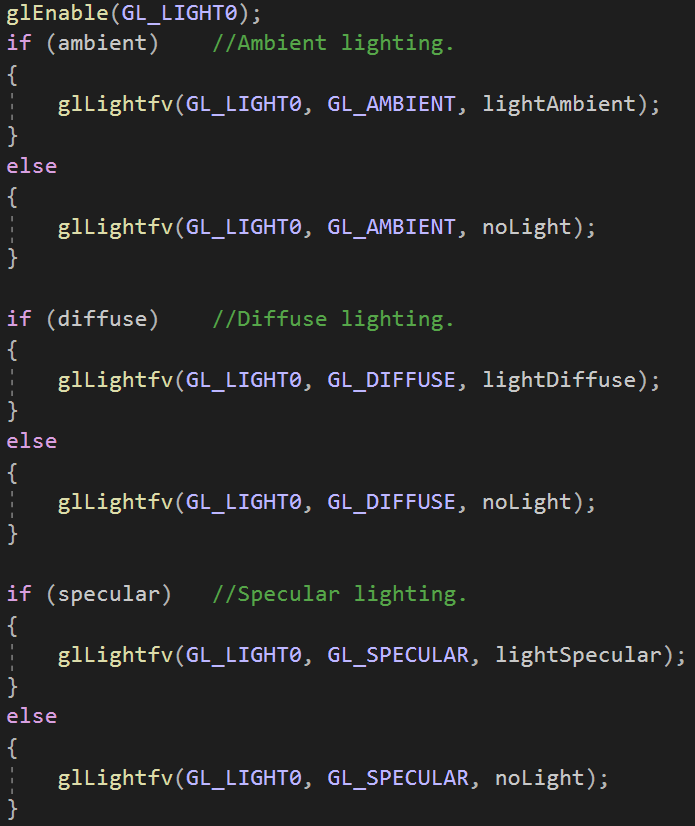 glEnable(GL_LIGHT0);
if (ambient)    //Ambient lighting.
{
    glLightfv(GL_LIGHT0, GL_AMBIENT, lightAmbient);
}
else
{
    glLightfv(GL_LIGHT0, GL_AMBIENT, noLight);
}

if (diffuse)    //Diffuse lighting.
{
    glLightfv(GL_LIGHT0, GL_DIFFUSE, lightDiffuse);
}
else
{
    glLightfv(GL_LIGHT0, GL_DIFFUSE, noLight);
}

if (specular)   //Specular lighting.
{
    glLightfv(GL_LIGHT0, GL_SPECULAR, lightSpecular);
}
else
{
    glLightfv(GL_LIGHT0, GL_SPECULAR, noLight);
}